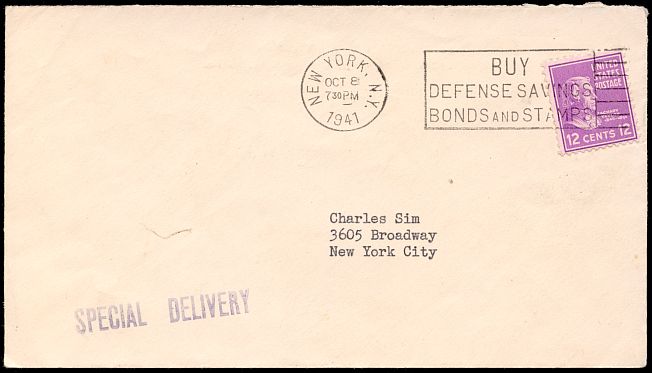 NEW YORK, N.Y.
OCT 8
7 30 PM
1941
BUY
DEFENSE SAVINGS
BONDS AND STAMPS
UNITED
STATES
POSTAGE
12 CENTS 12
Charles Sim
3605 Broadway
New York City
SPECIAL DELIVERY